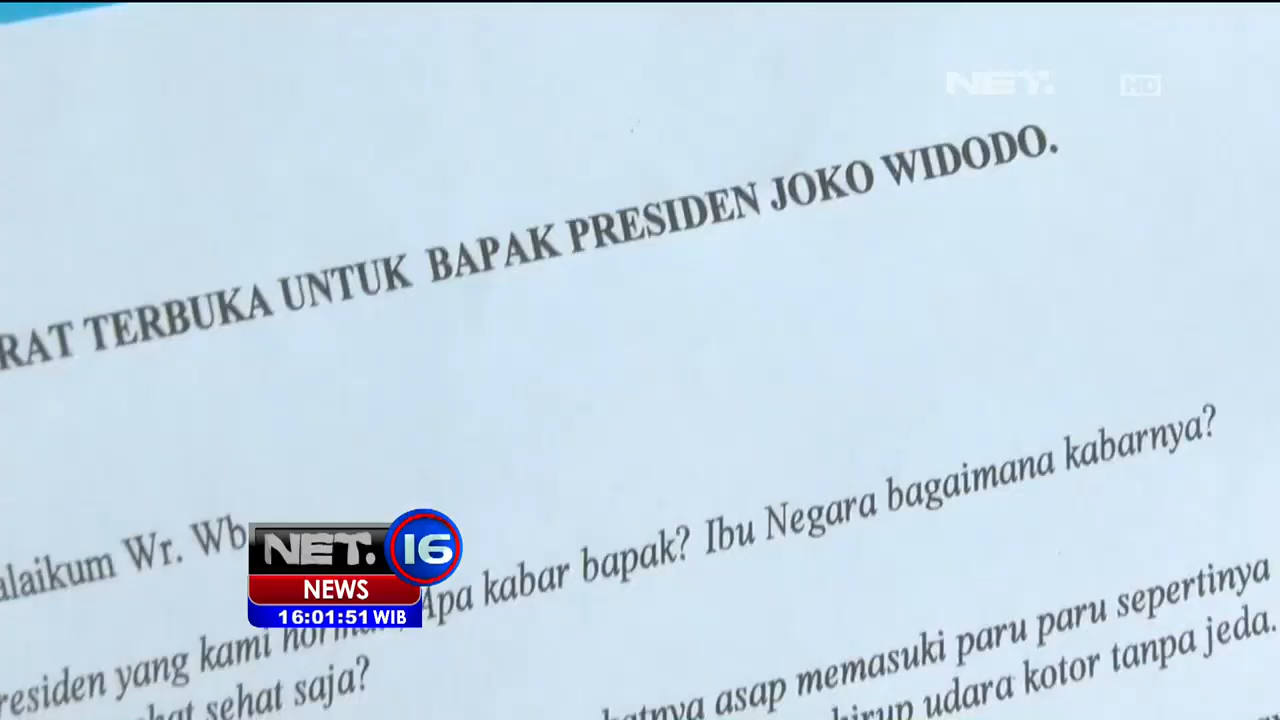 NET. HD
RAT TERBUKA UNTUK BAPAK PRESIDEN JOKO WIDODO.
alaikum Wr. Wb
Apa kabar bapak? Ibu Negara bagaimana kabarnya?
residen yang kami
sehat saja?
asap memasuki paru paru sepertinya
udara kotor tanpa jeda.
NET. 16
NEWS
16:01:51 WIB